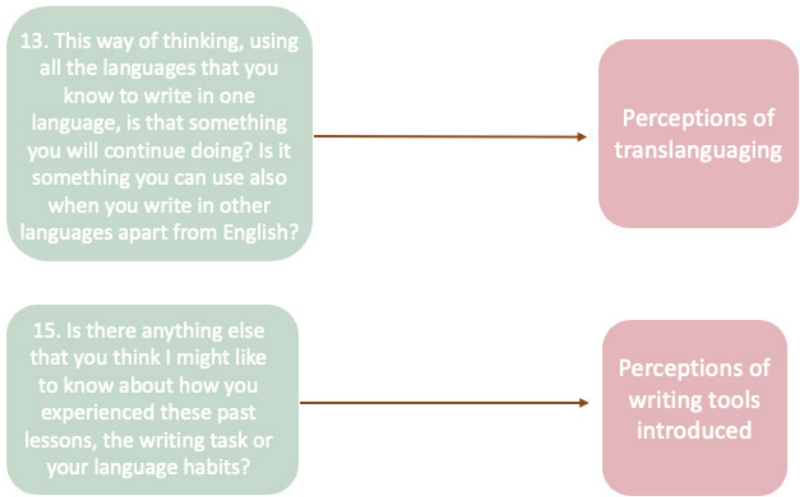 13. This way of thinking, using
all the languages that you
know to write in one
language, is that something
you will continue doing? Is it
something you can use also
when you write in other
languages apart from English?
Perceptions of
translanguaging
15. Is there anything else
that you think I might like
to know about how you
experienced these past
lessons, the writing task or
your language habits?
Perceptions of
writing tools
introduced